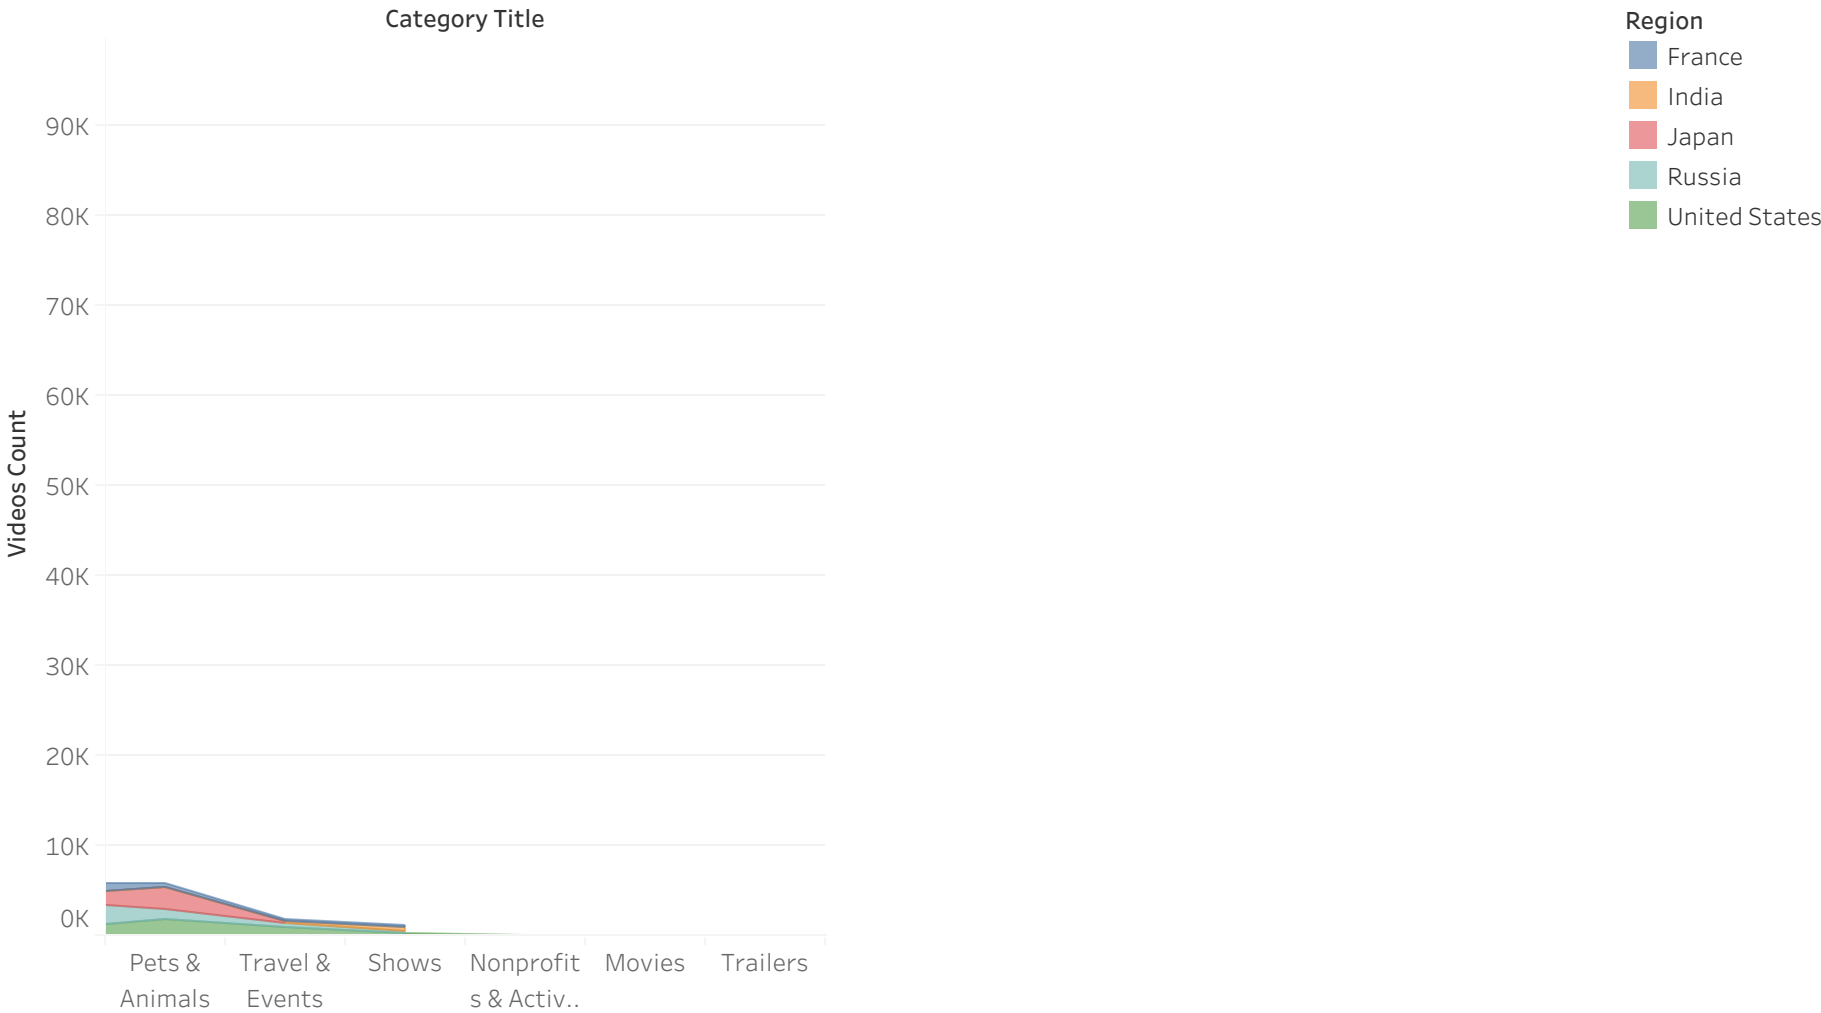 Category Title
Region
France
India
Japan
Russia
United States
Videos Count
90K
80K
70K
60K
50K
40K
30K
20K
10K
0K
Pets &
Animals
Travel &
Events
Shows
Nonprofit
s & Activ..
Movies
Trailers